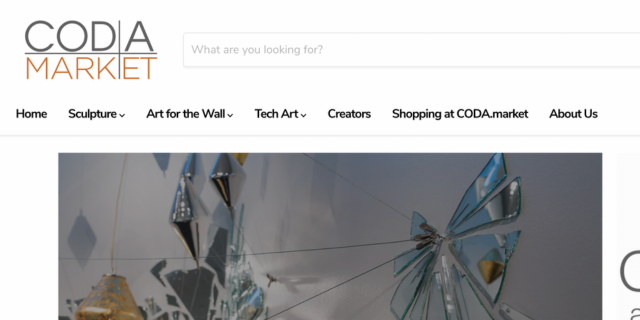 CODA
MARKET
What are you looking for?
Home Sculpture Art for the Wall Tech Art Creators Shopping at CODA.market About Us